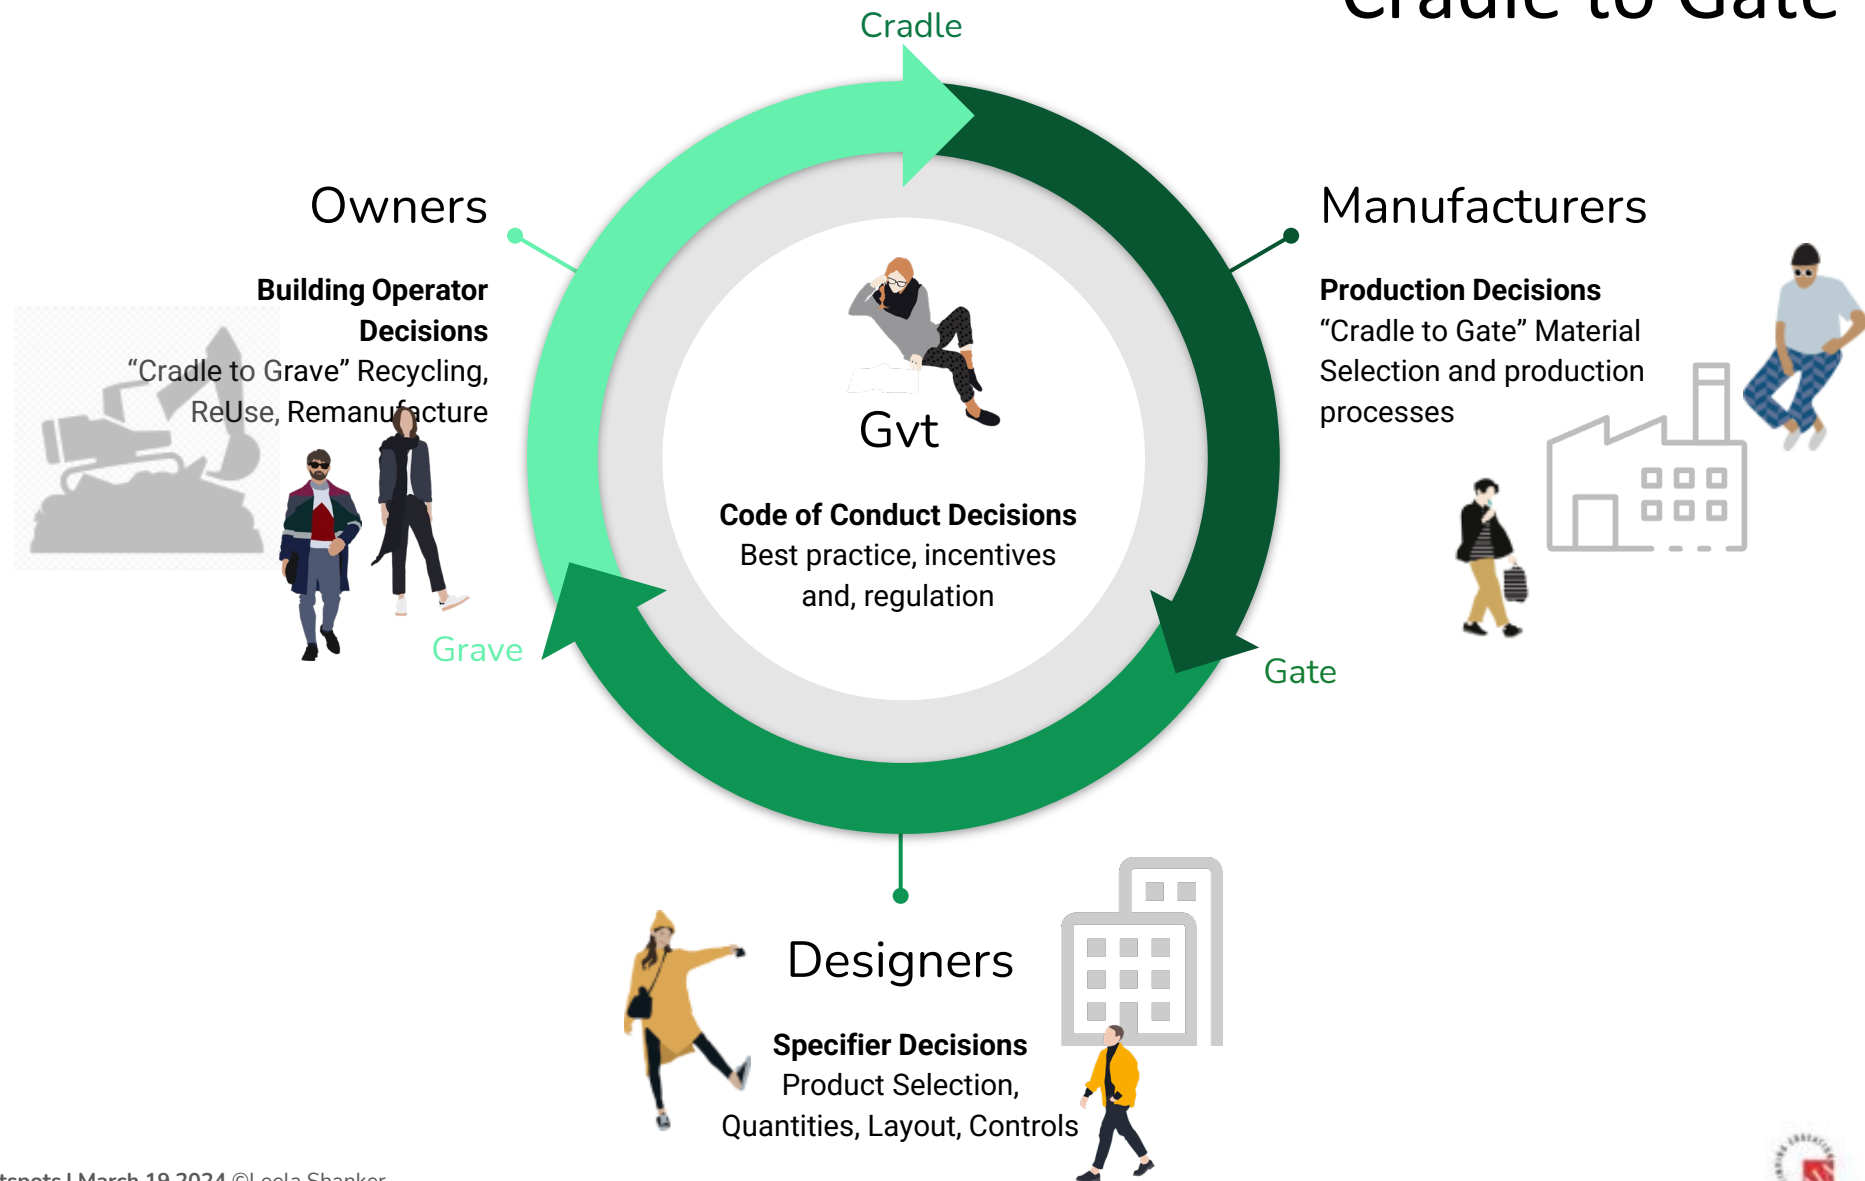 Cradle to Gate
Cradle
Owners
Building Operator
Decisions
“Cradle to Grave” Recycling,
ReUse, Remanufacture
Manufacturers
Production Decisions
“Cradle to Gate” Material
Selection and production
processes
Gvt
Code of Conduct Decisions
Best practice, incentives
and, regulation
Grave
Gate
Designers
Specifier Decisions
Product Selection,
Quantities, Layout, Controls
tspots | March 19 2024 ©Leela Shanker